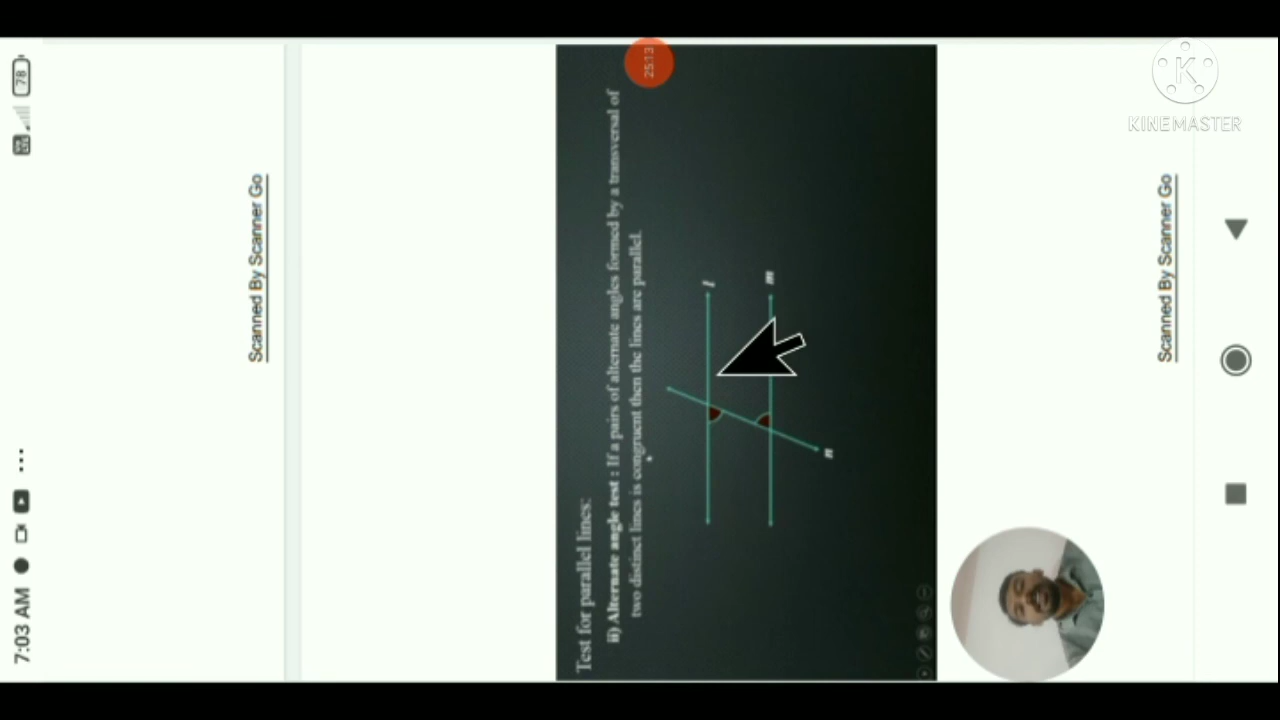 7:03 AM
78
Scanned By Scanner Go
25:13
Test for parallel lines:
ii) Alternate angle test : If a pairs of alternate angles formed by a transversal of
two distinct lines is congruent then the lines are parallel.
l
m
n
Scanned By Scanner Go
K
KINEMASTER